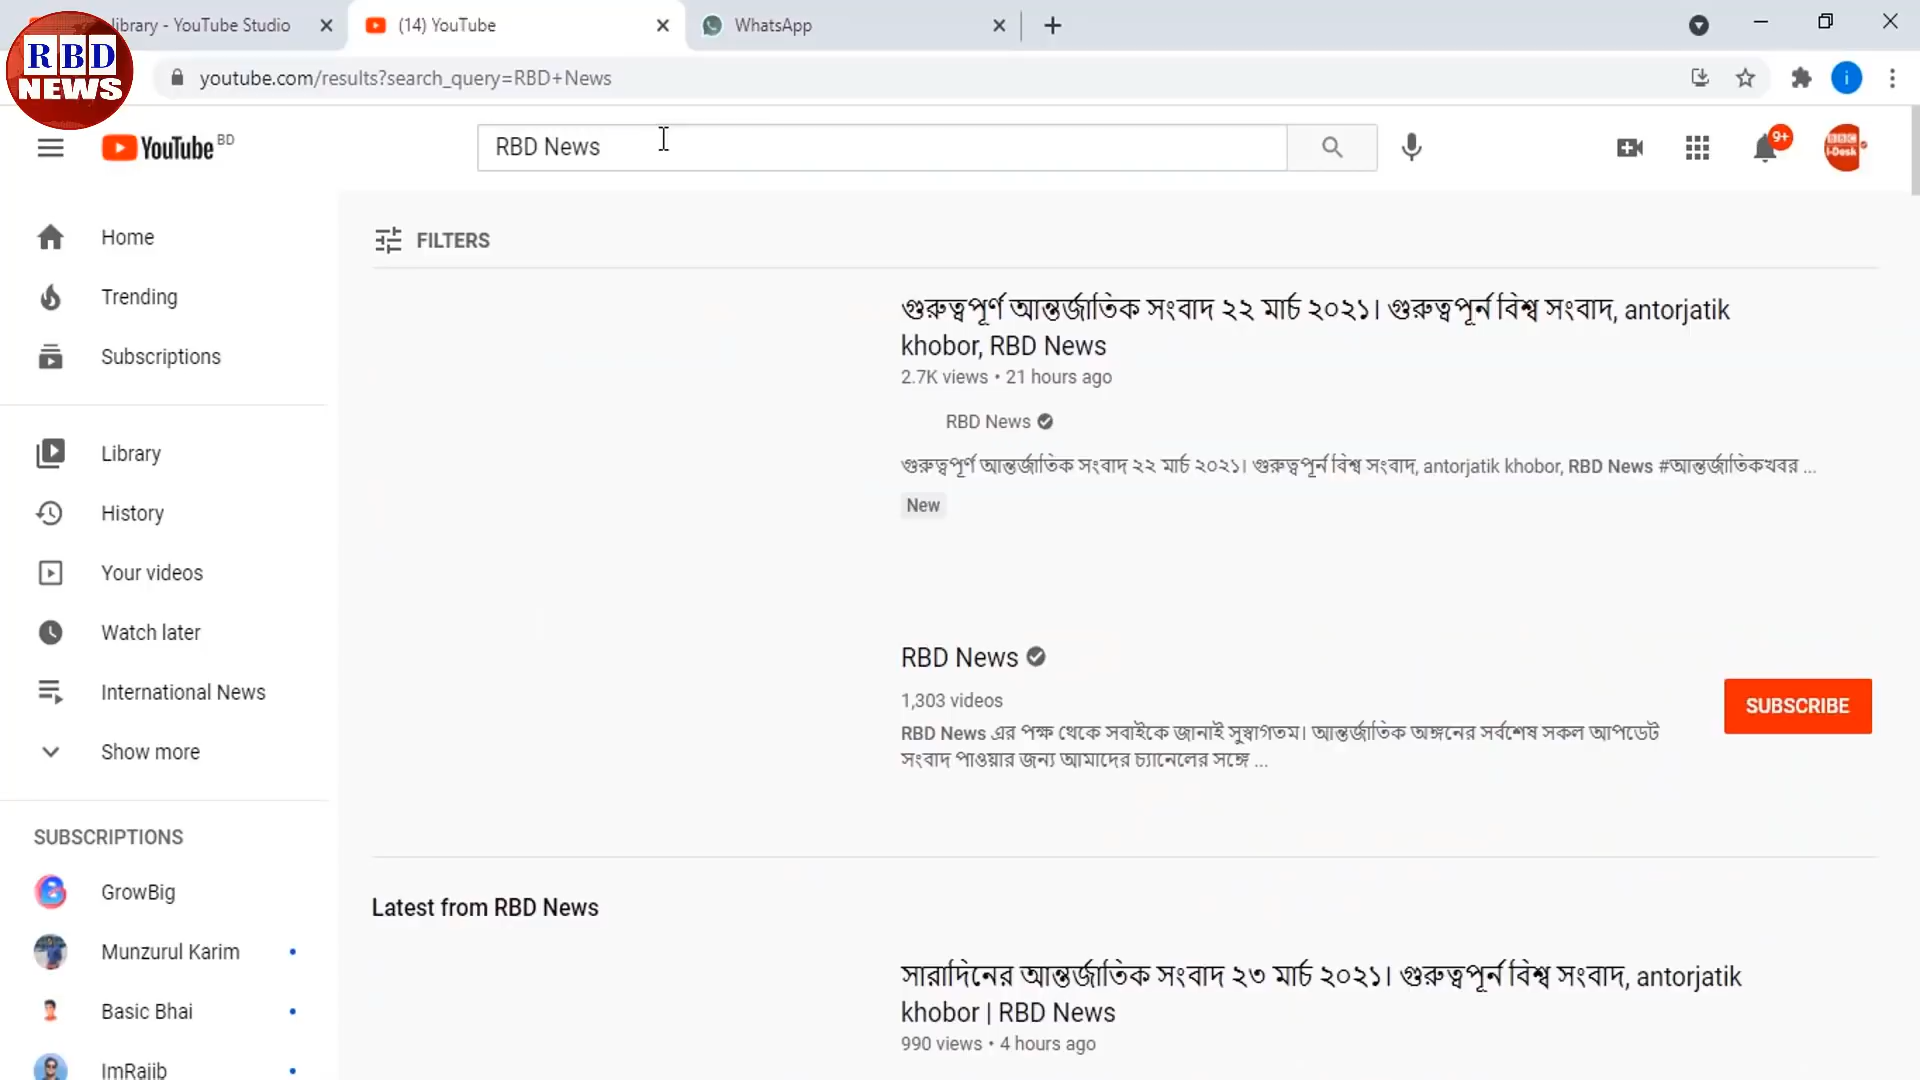 library - YouTube Studio
(14) YouTube
WhatsApp
RBD
NEWS
youtube.com/results?search_query=RBD+News
i
YouTube BD
RBD News
9+
BBC
i-Desk
Home
Trending
Subscriptions
Library
History
Your videos
Watch later
International News
Show more
SUBSCRIPTIONS
GrowBig
Munzurul Karim
Basic Bhai
ImRajib
FILTERS
গুরুত্বপূর্ণ আন্তর্জাতিক সংবাদ ২২ মার্চ ২০২১। গুরুত্বপূর্ন বিশ্ব সংবাদ, antorjatik
khobor, RBD News
2.7K views • 21 hours ago
RBD News
গুরুত্বপূর্ণ আন্তর্জাতিক সংবাদ ২২ মার্চ ২০২১। গুরুত্বপূর্ন বিশ্ব সংবাদ, antorjatik khobor, RBD News #আন্তর্জাতিকখবর ...
New
RBD News
1,303 videos
RBD News এর পক্ষ থেকে সবাইকে জানাই সুস্বাগতম। আন্তর্জাতিক অঙ্গনের সর্বশেষ সকল আপডেট
সংবাদ পাওয়ার জন্য আমাদের চ্যানেলের সঙ্গে ...
SUBSCRIBE
Latest from RBD News
সারাদিনের আন্তর্জাতিক সংবাদ ২৩ মার্চ ২০২১। গুরুত্বপূর্ন বিশ্ব সংবাদ, antorjatik
khobor | RBD News
990 views • 4 hours ago